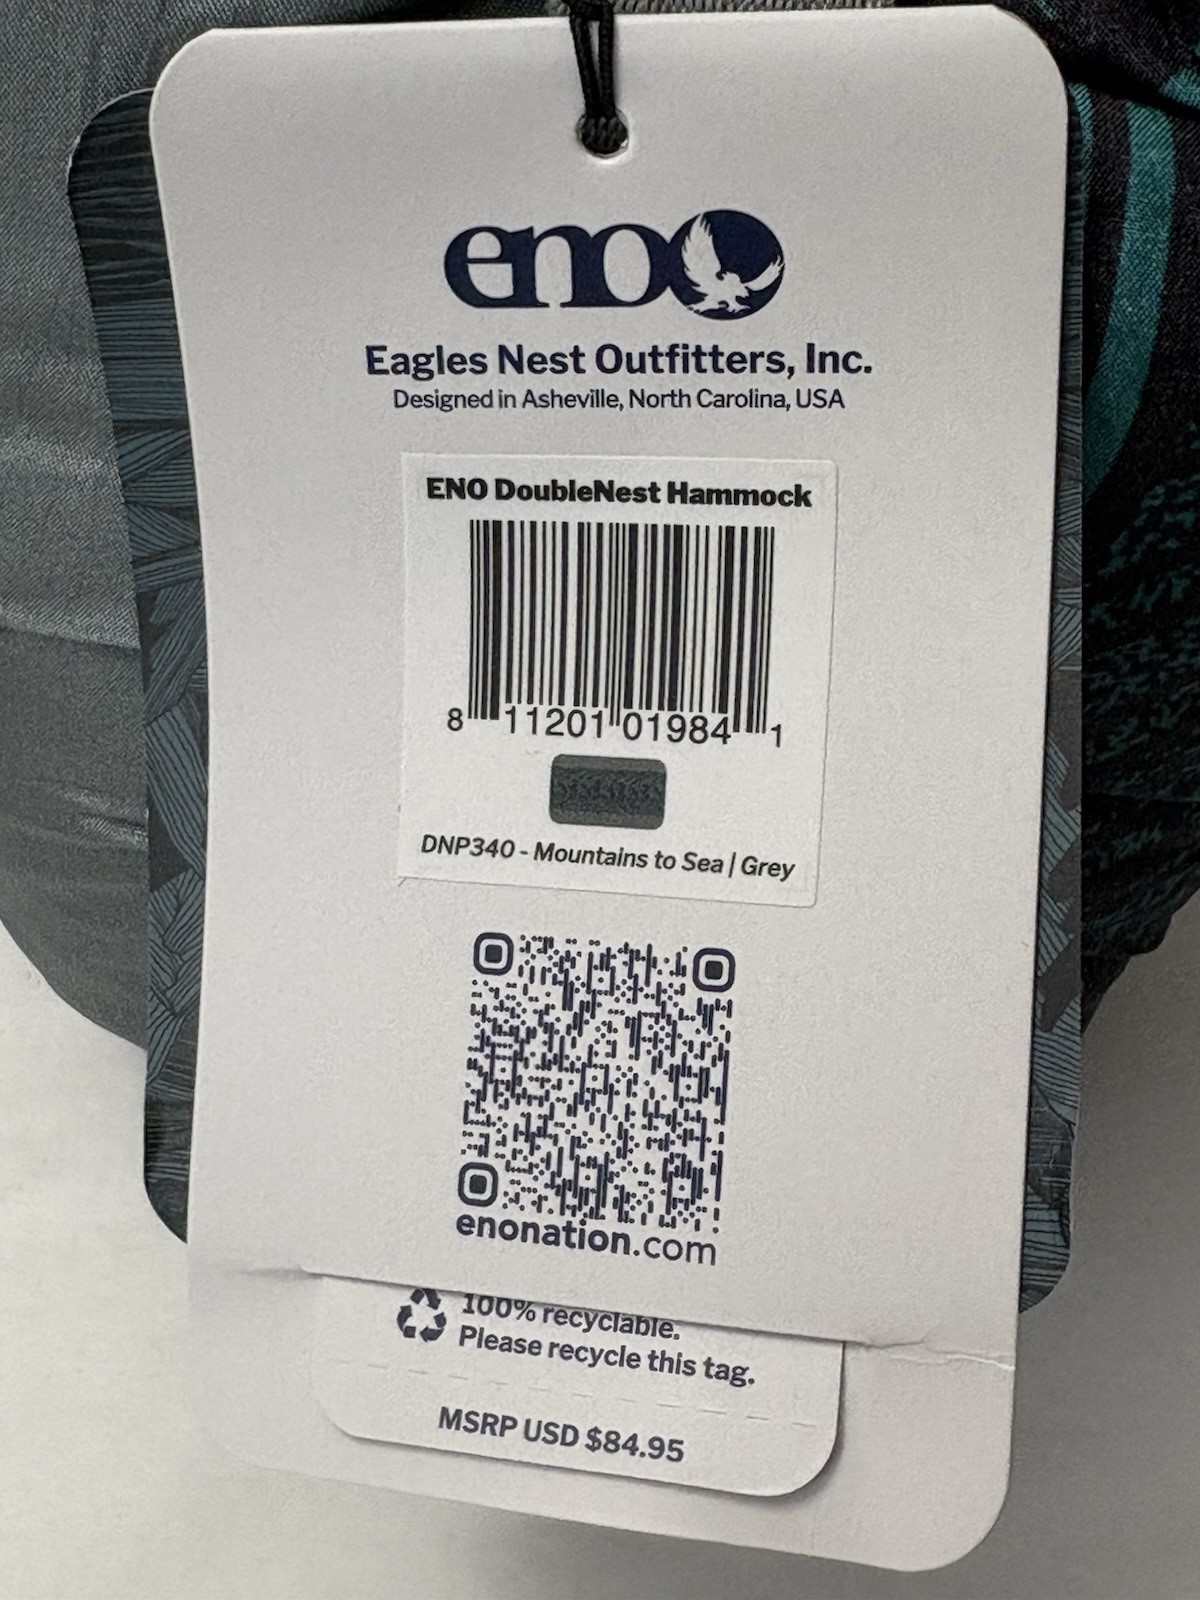 eno
Eagles Nest Outfitters, Inc.
Designed in Asheville, North Carolina, USA
ENO DoubleNest Hammock
8 11201 01984 1
DNP340 - Mountains to Sea | Grey
enonation.com
100% recyclable.
Please recycle this tag.
MSRP USD $84.95